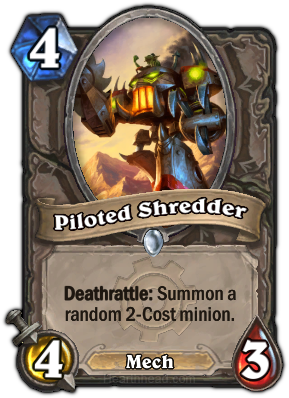 4
Piloted Shredder
Deathrattle: Summon a
random 2-Cost minion.
4
Mech
3